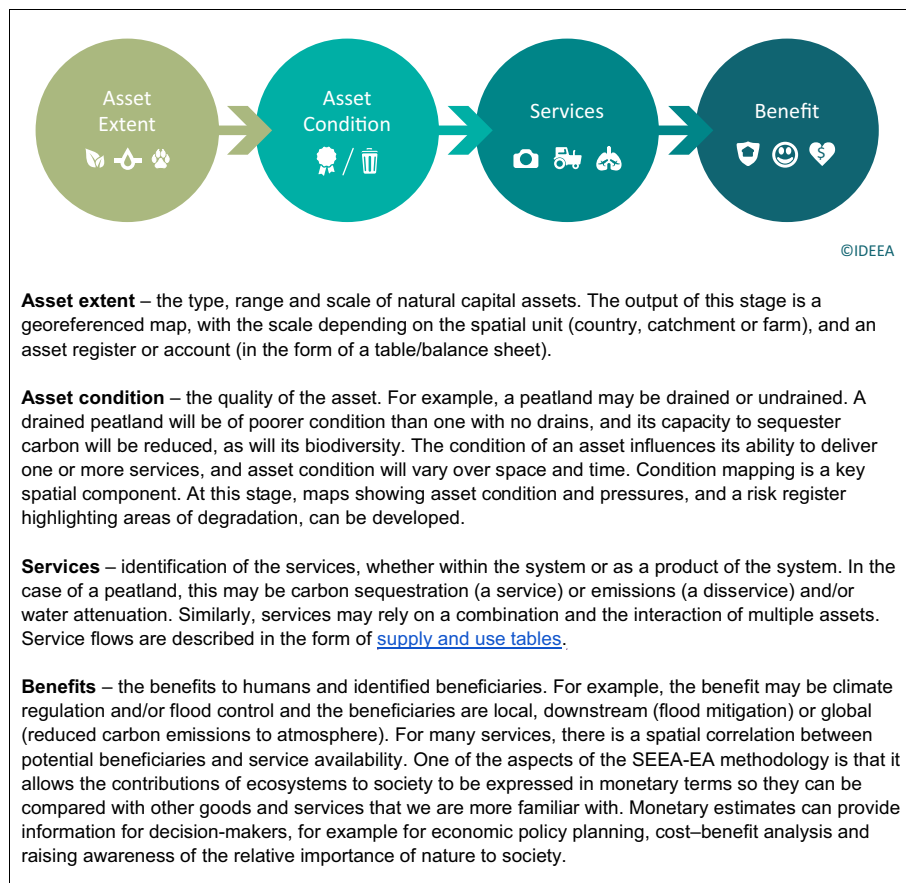 Asset
Extent
Asset
Condition
Services
Benefit
©IDEEA
Asset extent – the type, range and scale of natural capital assets. The output of this stage is a
georeferenced map, with the scale depending on the spatial unit (country, catchment or farm), and an
asset register or account (in the form of a table/balance sheet).
Asset condition – the quality of the asset. For example, a peatland may be drained or undrained. A
drained peatland will be of poorer condition than one with no drains, and its capacity to sequester
carbon will be reduced, as will its biodiversity. The condition of an asset influences its ability to deliver
one or more services, and asset condition will vary over space and time. Condition mapping is a key
spatial component. At this stage, maps showing asset condition and pressures, and a risk register
highlighting areas of degradation, can be developed.
Services – identification of the services, whether within the system or as a product of the system. In the
case of a peatland, this may be carbon sequestration (a service) or emissions (a disservice) and/or
water attenuation. Similarly, services may rely on a combination and the interaction of multiple assets.
Service flows are described in the form of supply and use tables.
Benefits – the benefits to humans and identified beneficiaries. For example, the benefit may be climate
regulation and/or flood control and the beneficiaries are local, downstream (flood mitigation) or global
(reduced carbon emissions to atmosphere). For many services, there is a spatial correlation between
potential beneficiaries and service availability. One of the aspects of the SEEA-EA methodology is that it
allows the contributions of ecosystems to society to be expressed in monetary terms so they can be
compared with other goods and services that we are more familiar with. Monetary estimates can provide
information for decision-makers, for example for economic policy planning, cost–benefit analysis and
raising awareness of the relative importance of nature to society.